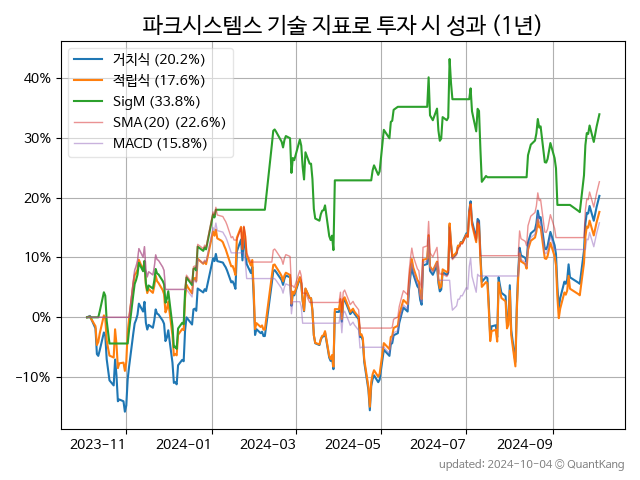 파크시스템스 기술 지표로 투자 시 성과 (1년)
거치식 (20.2%)
적립식 (17.6%)
SigM (33.8%)
SMA(20) (22.6%)
MACD (15.8%)
40%
30%
20%
10%
0%
−10%
2023-11 2024-01 2024-03 2024-05 2024-07 2024-09
updated: 2024-10-04 © QuantKang